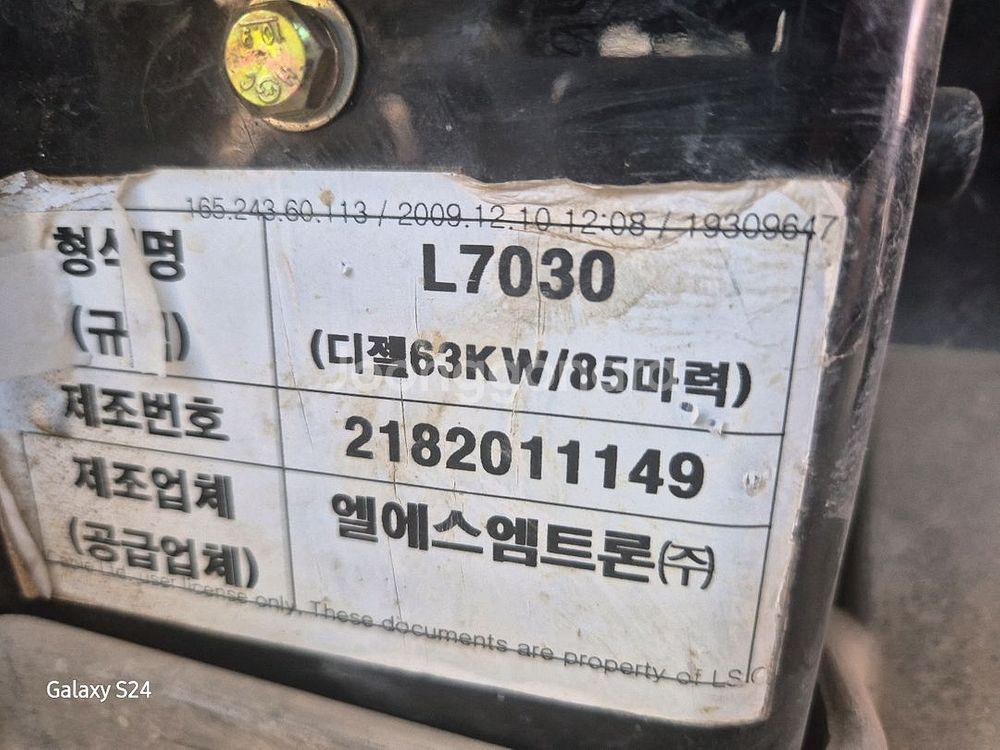 165.243.60.113 / 2009.12.10 12:08 / 19309647
형식명 L7030
(규 ) (디젤63KW/85마력)
제조번호 2182011149
제조업체 엘에스엠트론㈜
(공급업체)
user license only, These documents are property of LS
Galaxy S24